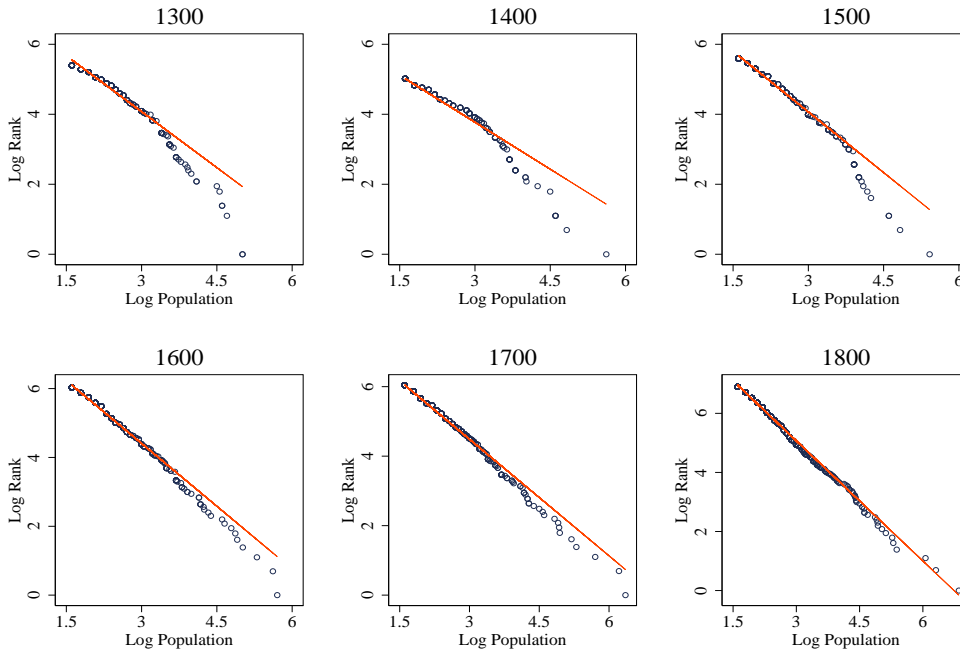 1300 1400 1500
Log Rank 6 4 2 0 Log Rank 6 4 2 0 Log Rank 6 4 2 0
1.5 3 4.5 6 1.5 3 4.5 6 1.5 3 4.5 6
Log Population Log Population Log Population
1600 1700 1800
Log Rank 6 4 2 0 Log Rank 6 4 2 0 Log Rank 6 4 2 0
1.5 3 4.5 6 1.5 3 4.5 6 1.5 3 4.5 6
Log Population Log Population Log Population